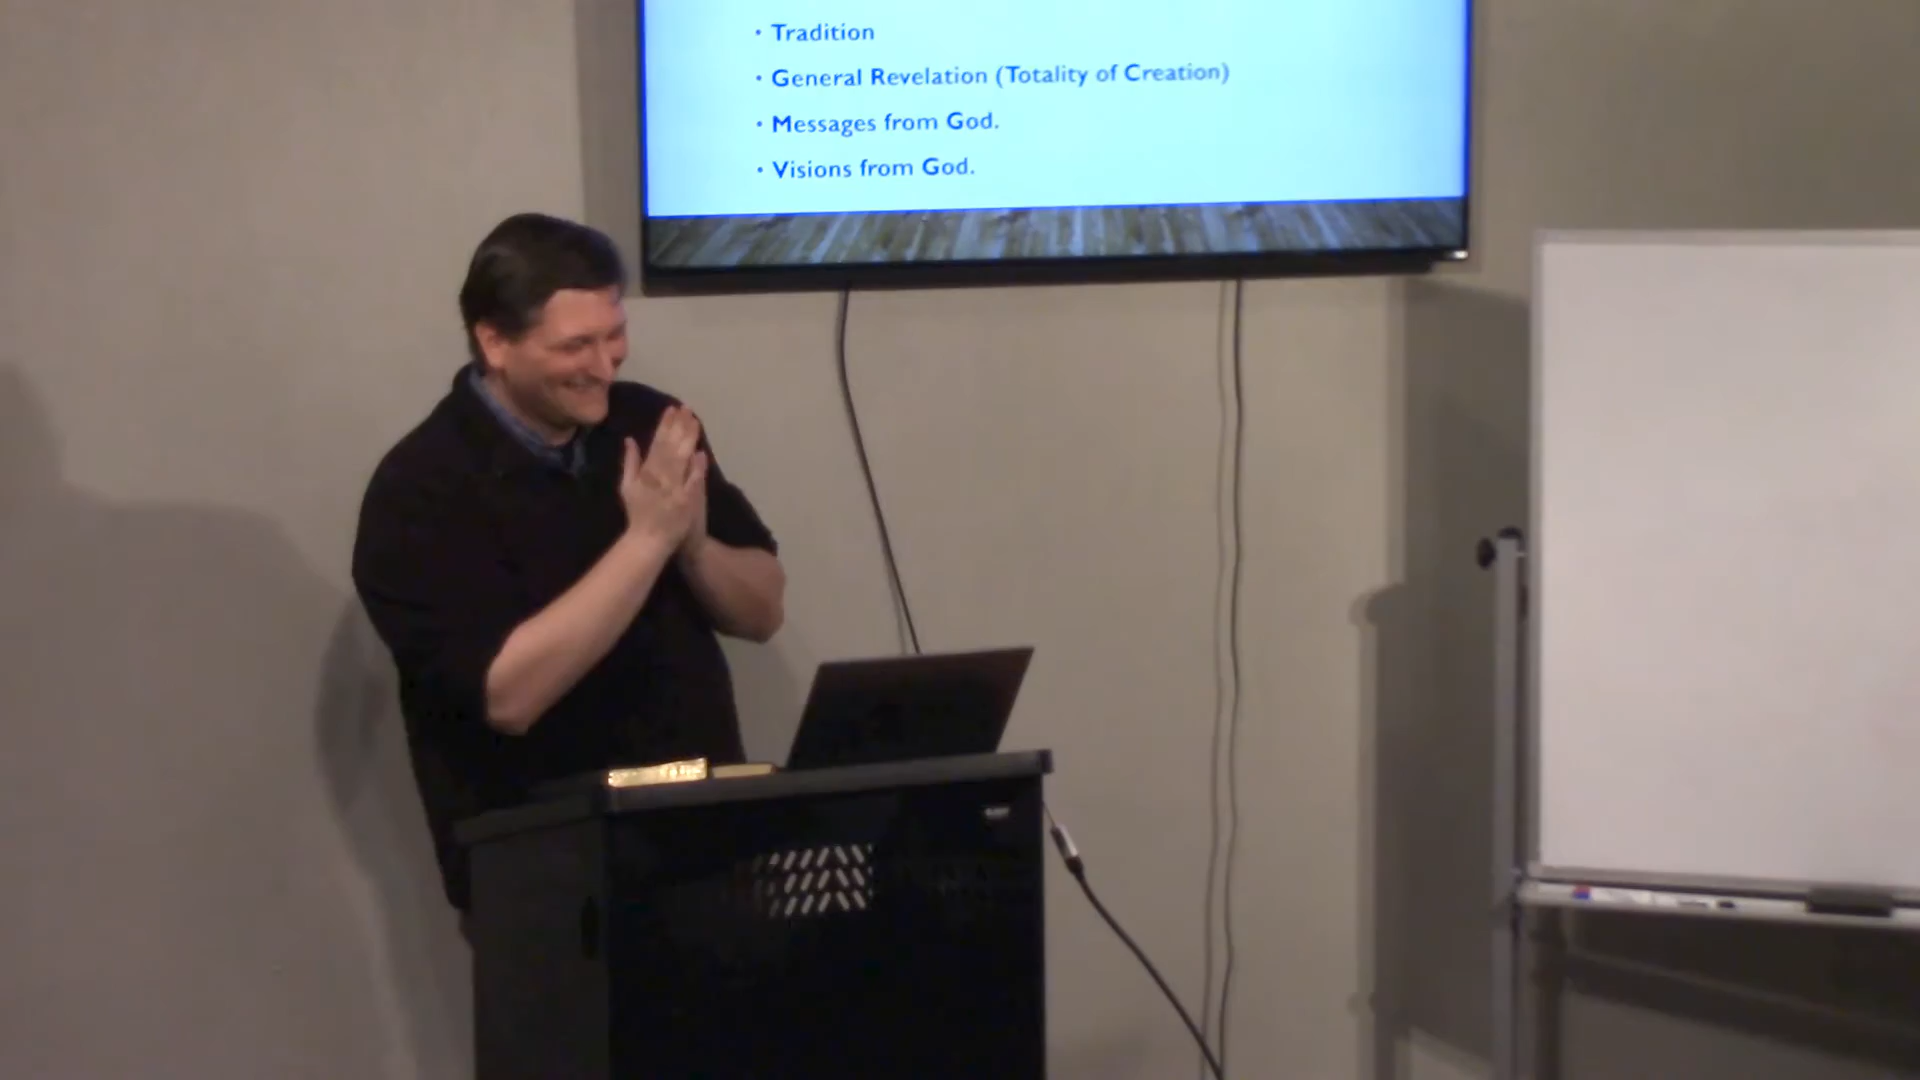 • Tradition
• General Revelation (Totality of Creation)
• Messages from God.
• Visions from God.